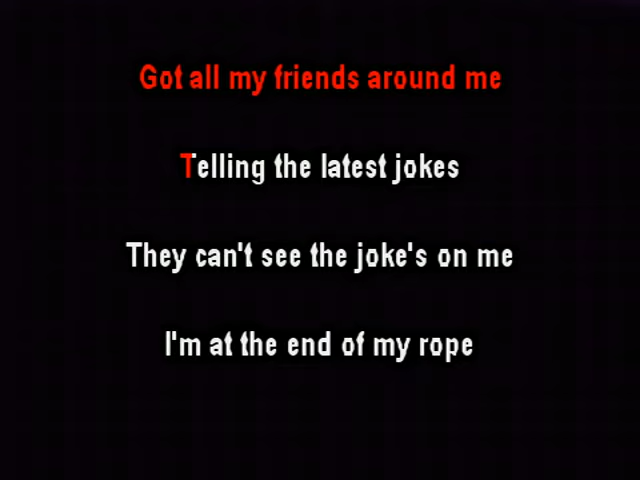 Got all my friends around me
Telling the latest jokes
They can't see the joke's on me
I'm at the end of my rope